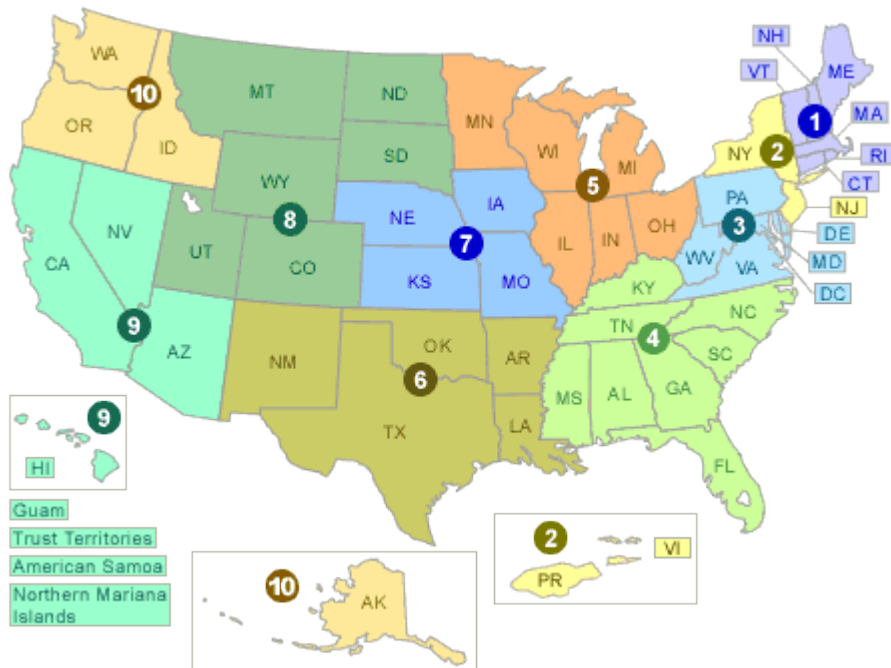 WA
NH
ME
VT
10
MT
ND
MN
1
MA
OR
ID
WI
MI
NY
2
RI
SD
CT
WY
5
PA
NJ
8
IA
3
NE
7
DE
NV
OH
UT
IL
IN
WV
CA
CO
VA
MD
KS
MO
KY
DC
NC
9
TN
4
OK
AZ
NM
AR
SC
6
MS
AL
GA
9
TX
LA
HI
FL
Guam
Trust Territories
2
VI
American Samoa
PR
10
Northern Mariana
Islands
AK